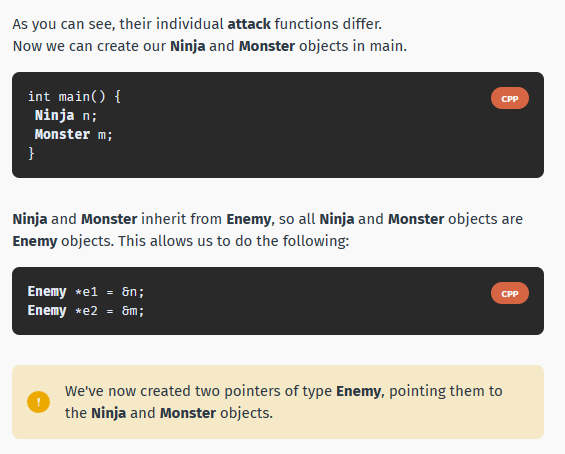 As you can see, their individual attack functions differ.
Now we can create our Ninja and Monster objects in main.
int main() {
CPP
Ninja n;
Monster m;
}
Ninja and Monster inherit from Enemy, so all Ninja and Monster objects are
Enemy objects. This allows us to do the following:
Enemy *e1 = &n;
CPP
Enemy *e2 = &m;
!
We've now created two pointers of type Enemy, pointing them to
the Ninja and Monster objects.